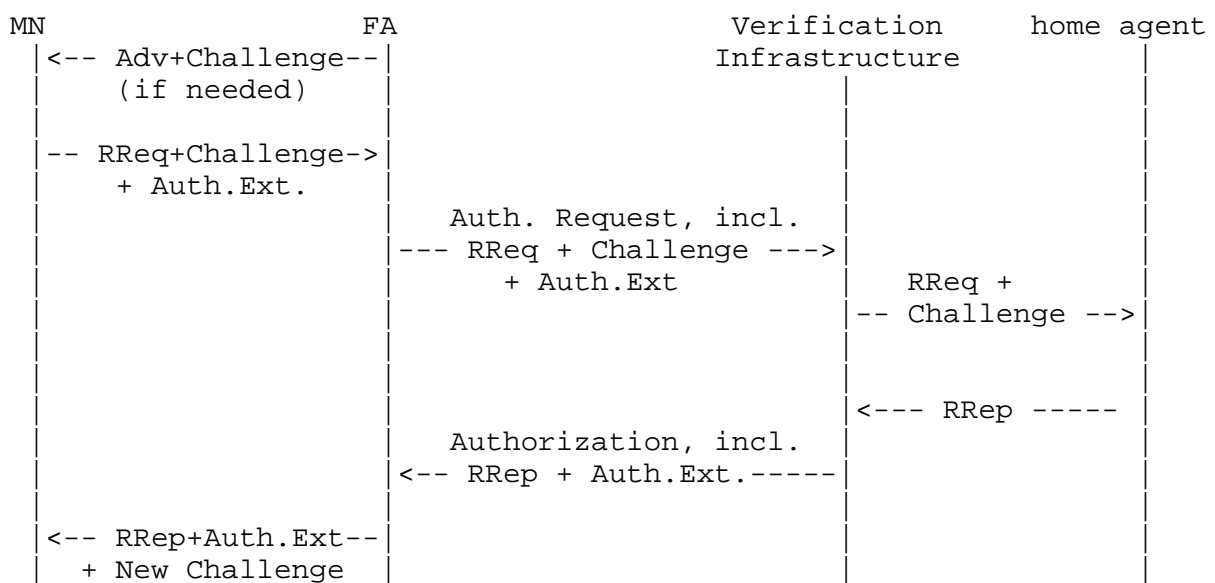 MN FA Verification home agent
<-- Adv+Challenge-- Infrastructure
(if needed)
-- RReq+Challenge->
+ Auth.Ext.
Auth. Request, incl.
--- RReq + Challenge --->
+ Auth.Ext RReq +
-- Challenge -->
<--- RRep -----
Authorization, incl.
<-- RRep + Auth.Ext.-----
<-- RRep+Auth.Ext--
+ New Challenge